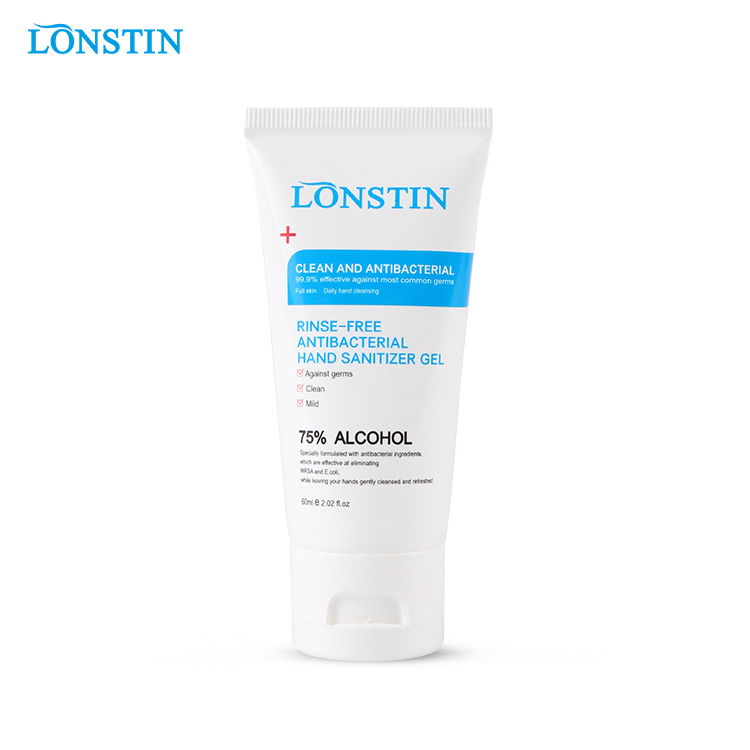 LONSTIN
LONSTIN
+
CLEAN AND ANTIBACTERIAL
99.9% effective against most common germs
Full skin Daily hand cleansing
RINSE-FREE
ANTIBACTERIAL
HAND SANITIZER GEL
Against germs
Clean
Mild
75% ALCOHOL
Specially formulated with antibacterial ingredients,
which are effective at eliminating
MRSA and E.coli,
while leaving your hands gently cleansed and refreshed
60ml e 2.02 fl.oz